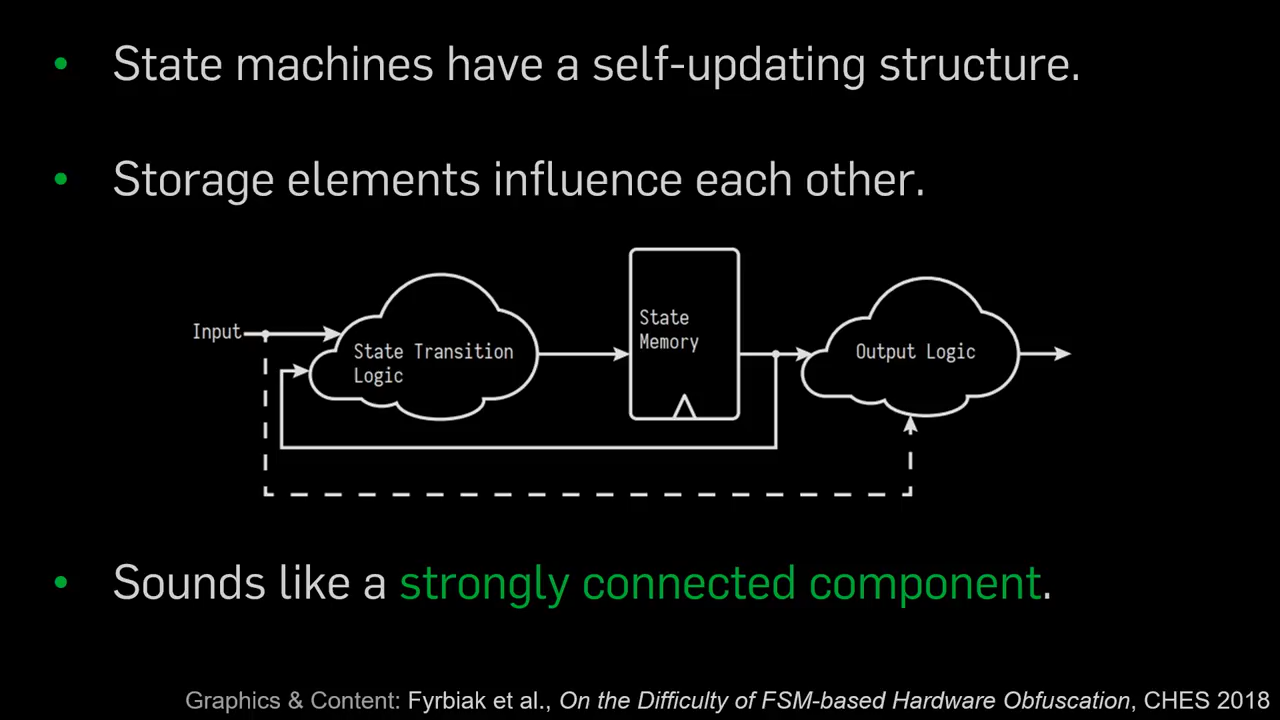 • State machines have a self-updating structure.
• Storage elements influence each other.
Input
State Transition
Logic
State
Memory
Output Logic
• Sounds like a strongly connected component.
Graphics & Content: Fyrbiak et al., On the Difficulty of FSM-based Hardware Obfuscation, CHES 2018